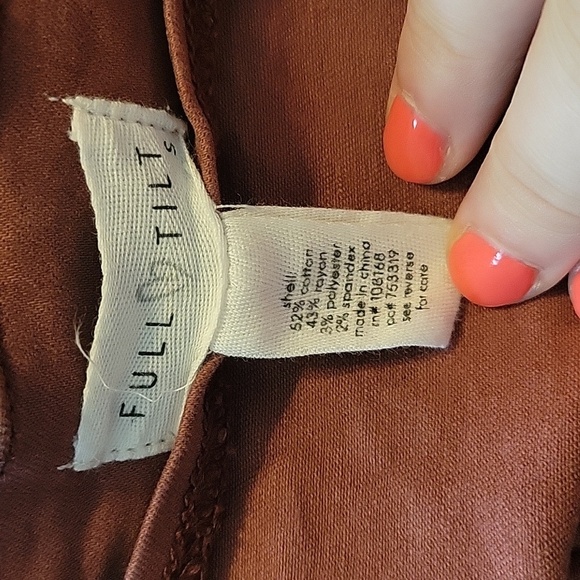 FULL TILT
S
shell:
52% cotton
43% rayon
3% polyester
2% spandex
made in china
rn# 108168
po# 753319
see reverse
for care